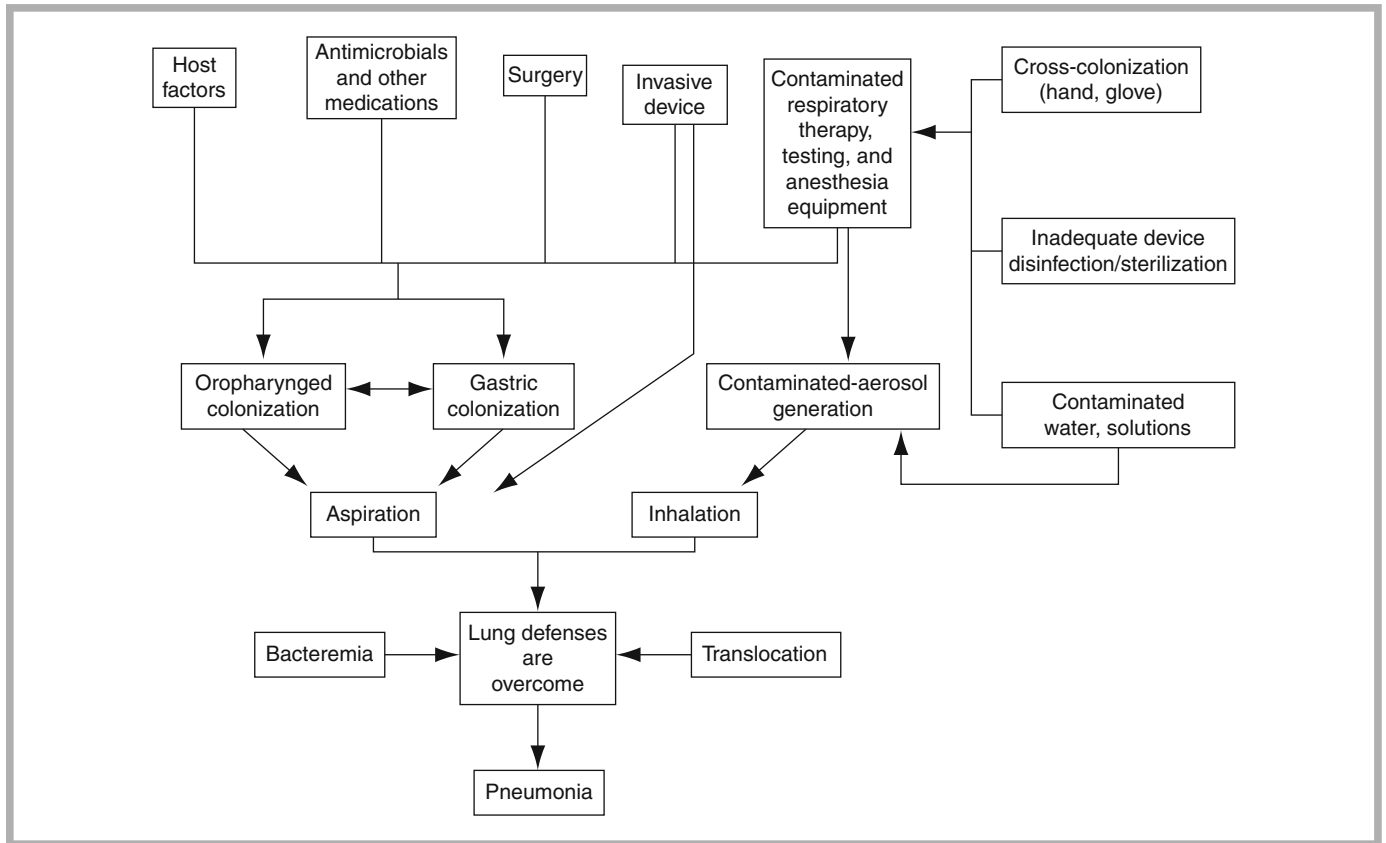 Host
factors
Antimicrobials
and other
medications
Surgery
Invasive
device
Contaminated
respiratory
therapy,
testing, and
anesthesia
equipment
Cross-colonization
(hand, glove)
Inadequate device
disinfection/sterilization
Oropharynged
colonization
Gastric
colonization
Contaminated-aerosol
generation
Contaminated
water, solutions
Aspiration
Inhalation
Bacteremia
Lung defenses
are
overcome
Translocation
Pneumonia